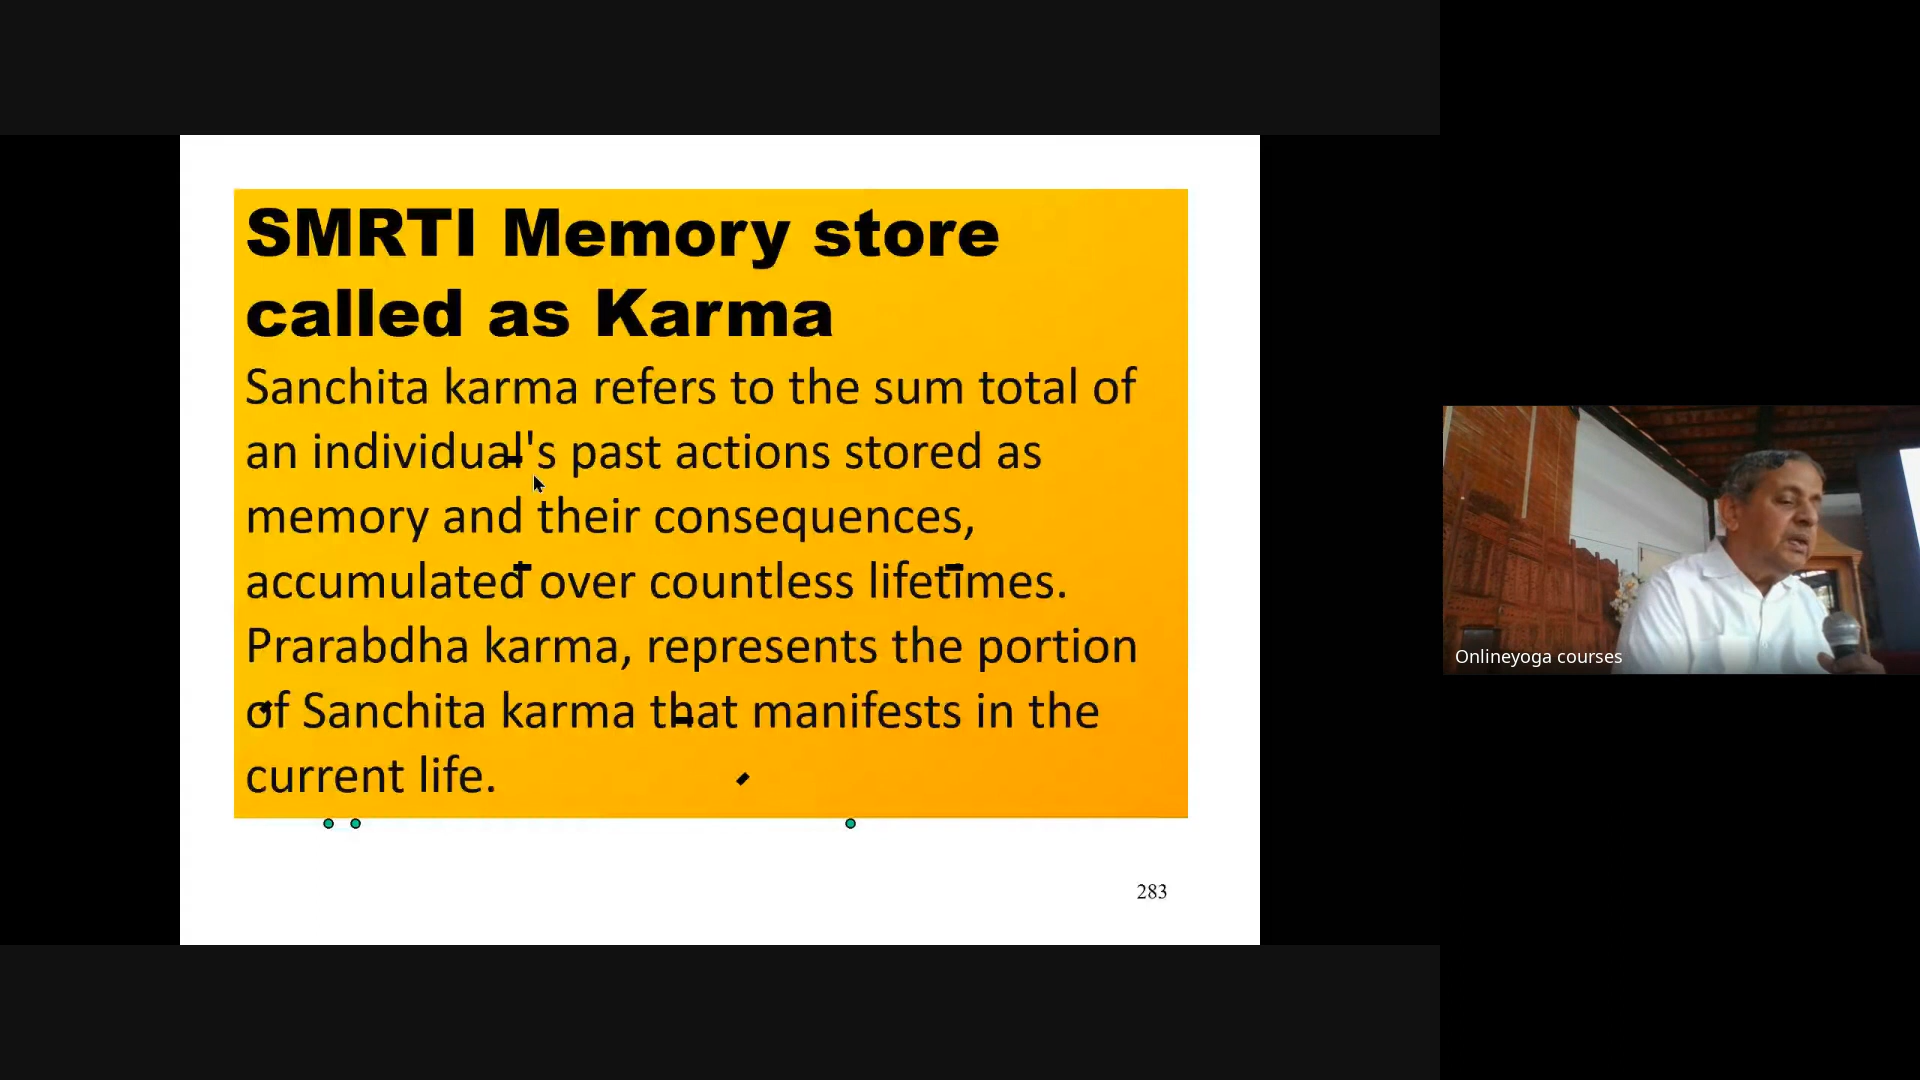 SMRTI Memory store
called as Karma
Sanchita karma refers to the sum total of
an individual's past actions stored as
memory and their consequences,
accumulated over countless lifetimes.
Prarabdha karma, represents the portion
of Sanchita karma that manifests in the
current life.
283
Onlineyoga courses